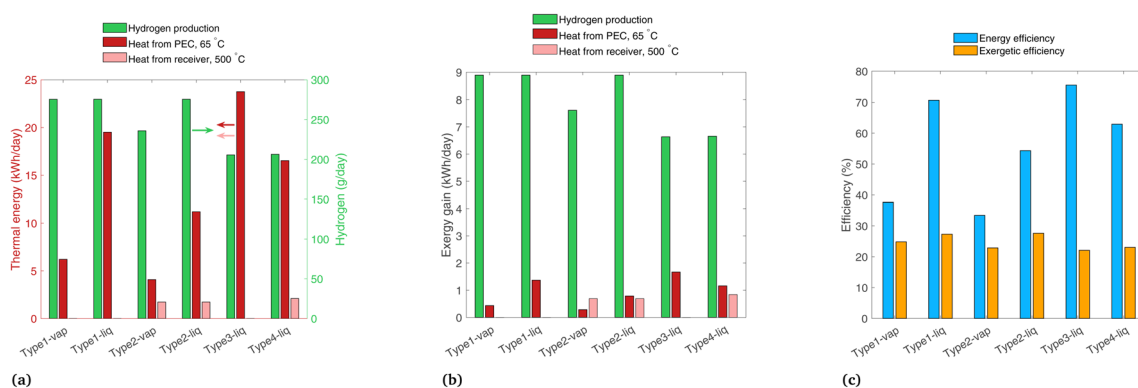 Hydrogen production
Heat from PEC, 65 °C
Heat from receiver, 500 °C
25
20
15
10
5
0
Thermal energy (kWh/day)
300
250
200
150
100
50
0
Hydrogen (g/day)
Type1-vap
Type1-liq
Type2-vap
Type2-liq
Type3-liq
Type4-liq
(a)
Hydrogen production
Heat from PEC, 65 °C
Heat from receiver, 500 °C
9
8
7
6
5
4
3
2
1
0
Exergy gain (kWh/day)
Type1-vap
Type1-liq
Type2-vap
Type2-liq
Type3-liq
Type4-liq
(b)
Energy efficiency
Exergetic efficiency
80
70
60
50
40
30
20
10
0
Efficiency (%)
Type1-vap
Type1-liq
Type2-vap
Type2-liq
Type3-liq
Type4-liq
(c)